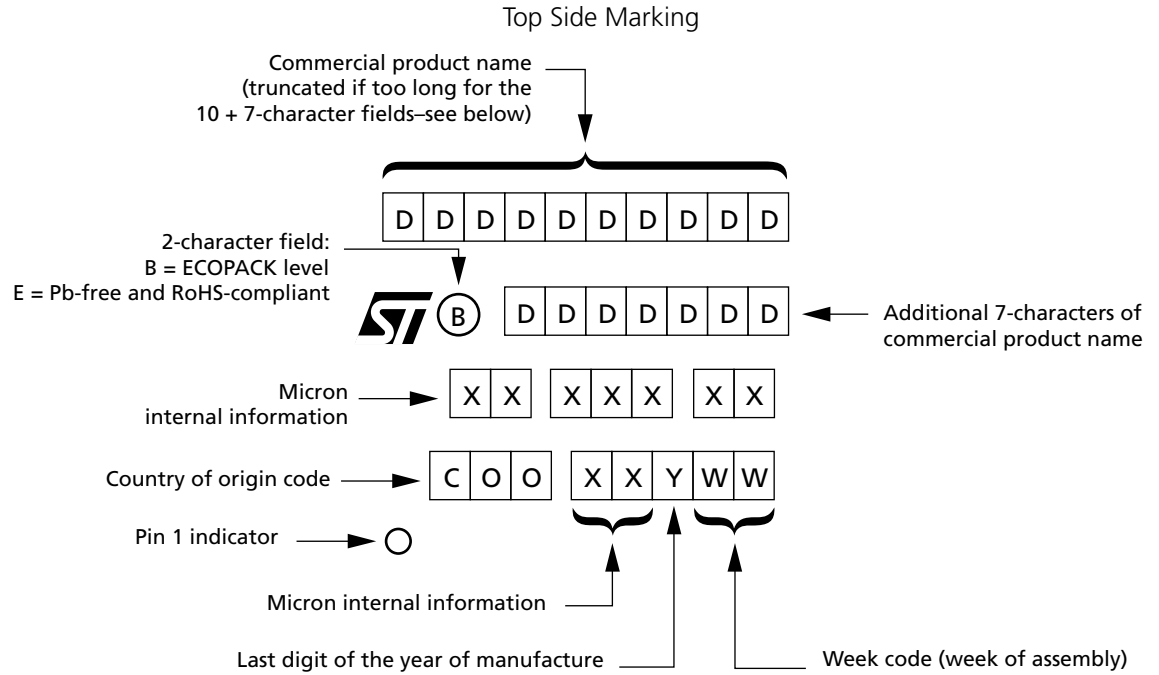 Top Side Marking
Commercial product name
(truncated if too long for the
10 + 7-character fields–see below)
D D D D D D D D D D
2-character field:
B = ECOPACK level
E = Pb-free and RoHS-compliant
ST B D D D D D D D
Additional 7-characters of
commercial product name
Micron
internal information
X X X X X X X
Country of origin code
C O O X X Y W W
Pin 1 indicator
Micron internal information
Last digit of the year of manufacture
Week code (week of assembly)